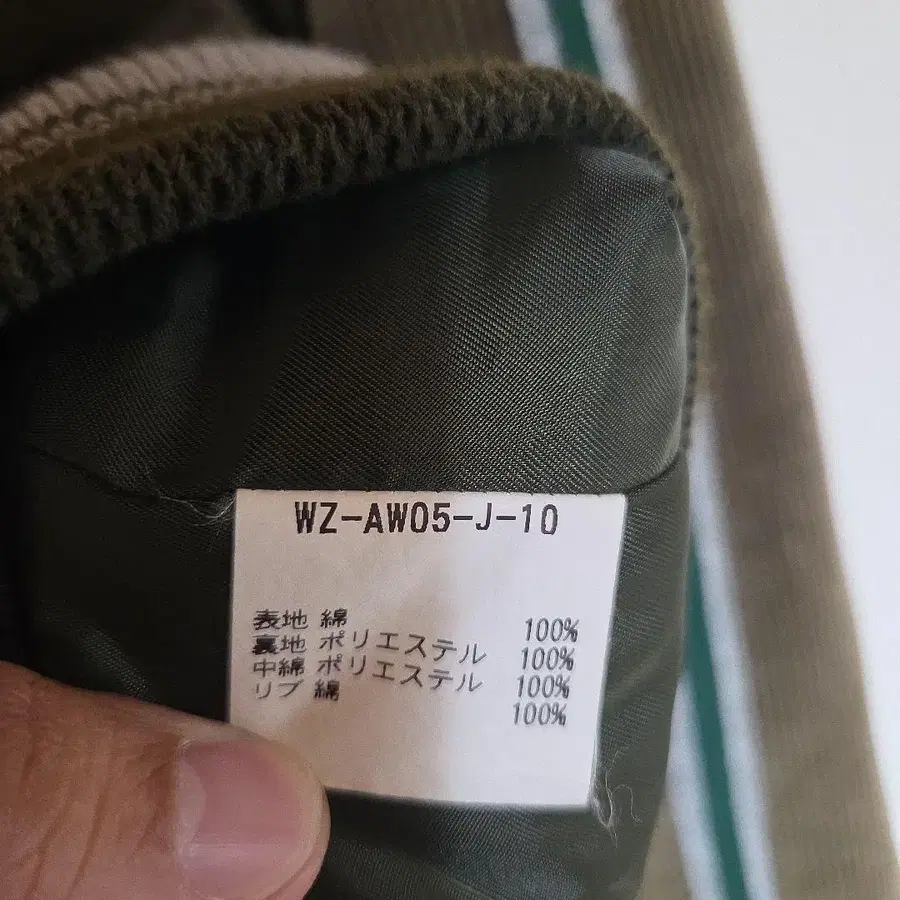 WZ-AW05-J-10
表地 綿 100%
裏地 ポリエステル 100%
中綿 ポリエステル 100%
リブ 綿 100%